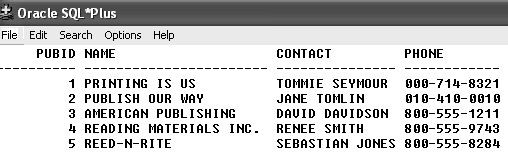 Oracle SQL*Plus
File Edit Search Options Help
PUBID NAME CONTACT PHONE
---------- ----------------------- --------------- ------------
1 PRINTING IS US TOMMIE SEYMOUR 000-714-8321
2 PUBLISH OUR WAY JANE TOMLIN 010-410-0010
3 AMERICAN PUBLISHING DAVID DAVIDSON 800-555-1211
4 READING MATERIALS INC. RENEE SMITH 800-555-9743
5 REED-N-RITE SEBASTIAN JONES 800-555-8284